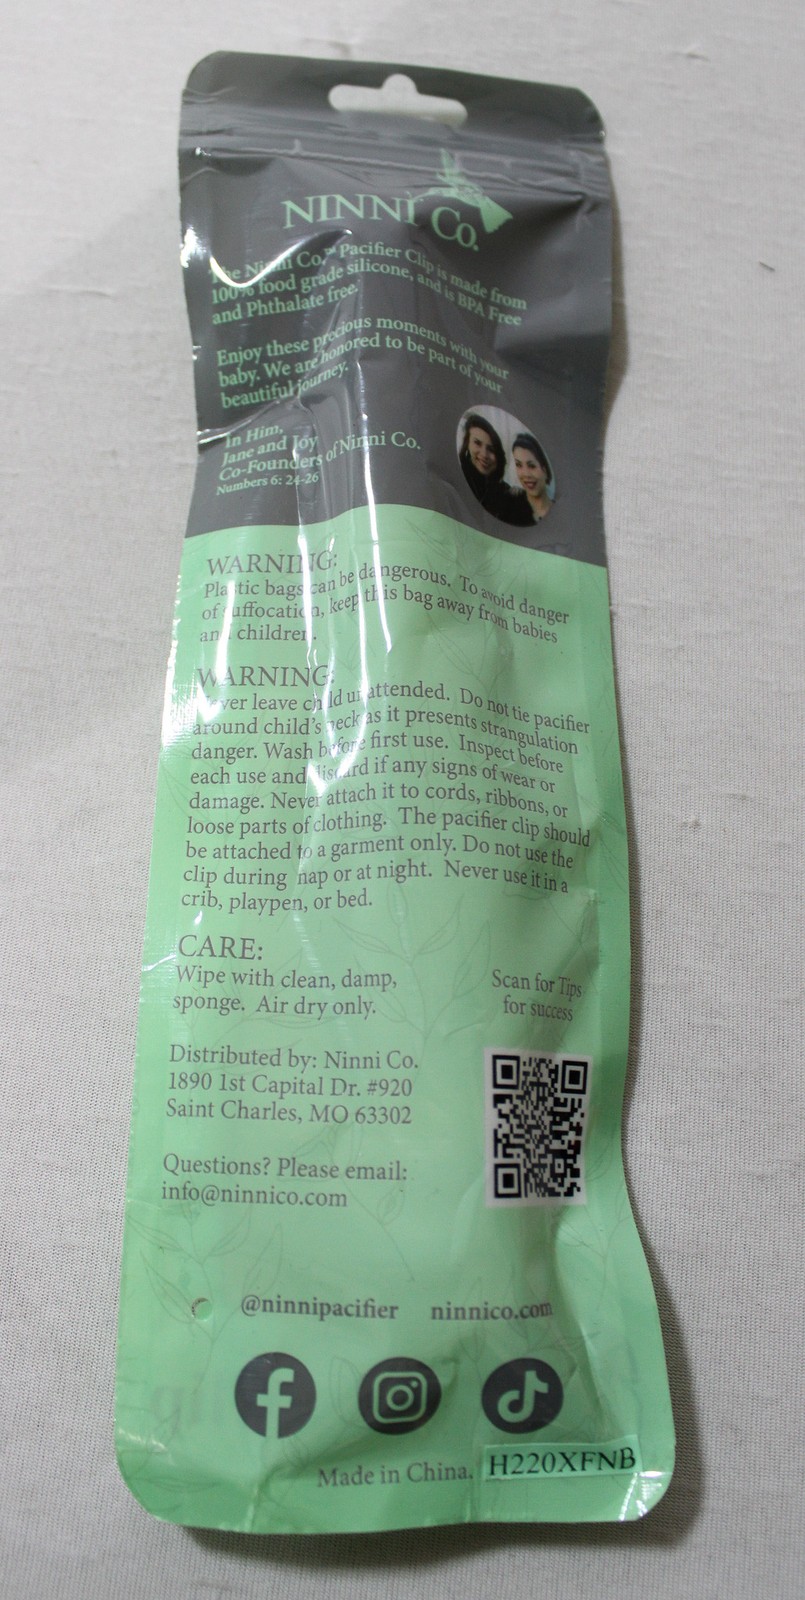 NINNI Co.
The Ninni Co.™ Pacifier Clip is made from
100% food grade silicone, and is BPA Free
and Phthalate free.
Enjoy these precious moments with your
baby. We are honored to be part of your
beautiful journey.
In Him,
Jane and Joy
Co-Founders of Ninni Co.
Numbers 6: 24-26
WARNING:
Plastic bags can be dangerous. To avoid danger
of suffocation, keep this bag away from babies
and children.
WARNING:
Never leave child unattended. Do not tie pacifier
around child's neck as it presents strangulation
danger. Wash before first use. Inspect before
each use and discard if any signs of wear or
damage. Never attach it to cords, ribbons, or
loose parts of clothing. The pacifier clip should
be attached to a garment only. Do not use the
clip during nap or at night. Never use it in a
crib, playpen, or bed.
CARE:
Wipe with clean, damp,
sponge. Air dry only.
Scan for Tips
for success
Distributed by: Ninni Co.
1890 1st Capital Dr. #920
Saint Charles, MO 63302
Questions? Please email:
info@ninnico.com
@ninnipacifier ninnico.com
Made in China. H220XFNB